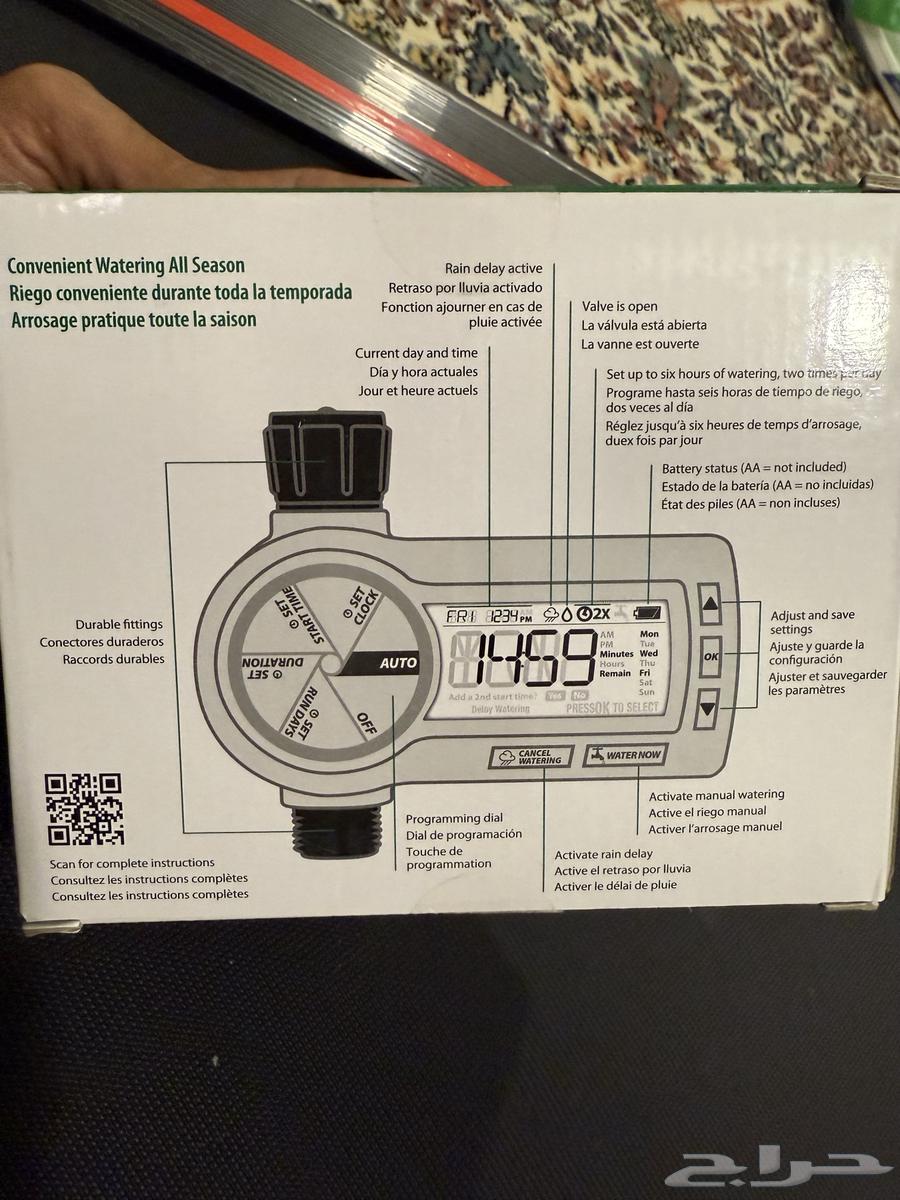 Convenient Watering All Season
Riego conveniente durante toda la temporada
Arrosage pratique toute la saison
Rain delay active
Retraso por lluvia activado
Fonction ajourner en cas de
pluie activée
Valve is open
La válvula está abierta
La vanne est ouverte
Current day and time
Día y hora actuales
Jour et heure actuels
Set up to six hours of watering, two times per day
Programe hasta seis horas de tiempo de riego,
dos veces al día
Réglez jusqu'à six heures de temps d'arrosage,
duex fois par jour
Battery status (AA = not included)
Estado de la batería (AA = no incluidas)
État des piles (AA = non incluses)
Durable fittings
Conectores duraderos
Raccords durables
SET
START TIME
SET
CLOCK
SET
DURATION
AUTO
SET
RUN DAYS
OFF
FRI 1234 AM
PM
2X
1459
AM
PM
Minutes
Hours
Remain
Mon
Tue
Wed
Thu
Fri
Sat
Sun
Add a 2nd start time? Yes No
Delay Watering PRESS OK TO SELECT
OK
Adjust and save
settings
Ajuste y guarde la
configuración
Ajuster et sauvegarder
les paramètres
CANCEL
WATERING
WATER NOW
Programming dial
Dial de programación
Touche de
programmation
Activate manual watering
Active el riego manual
Activer l'arrosage manuel
Activate rain delay
Active el retraso por lluvia
Activer le délai de pluie
Scan for complete instructions
Consultez les instructions complètes
Consultez les instructions complètes
حراج